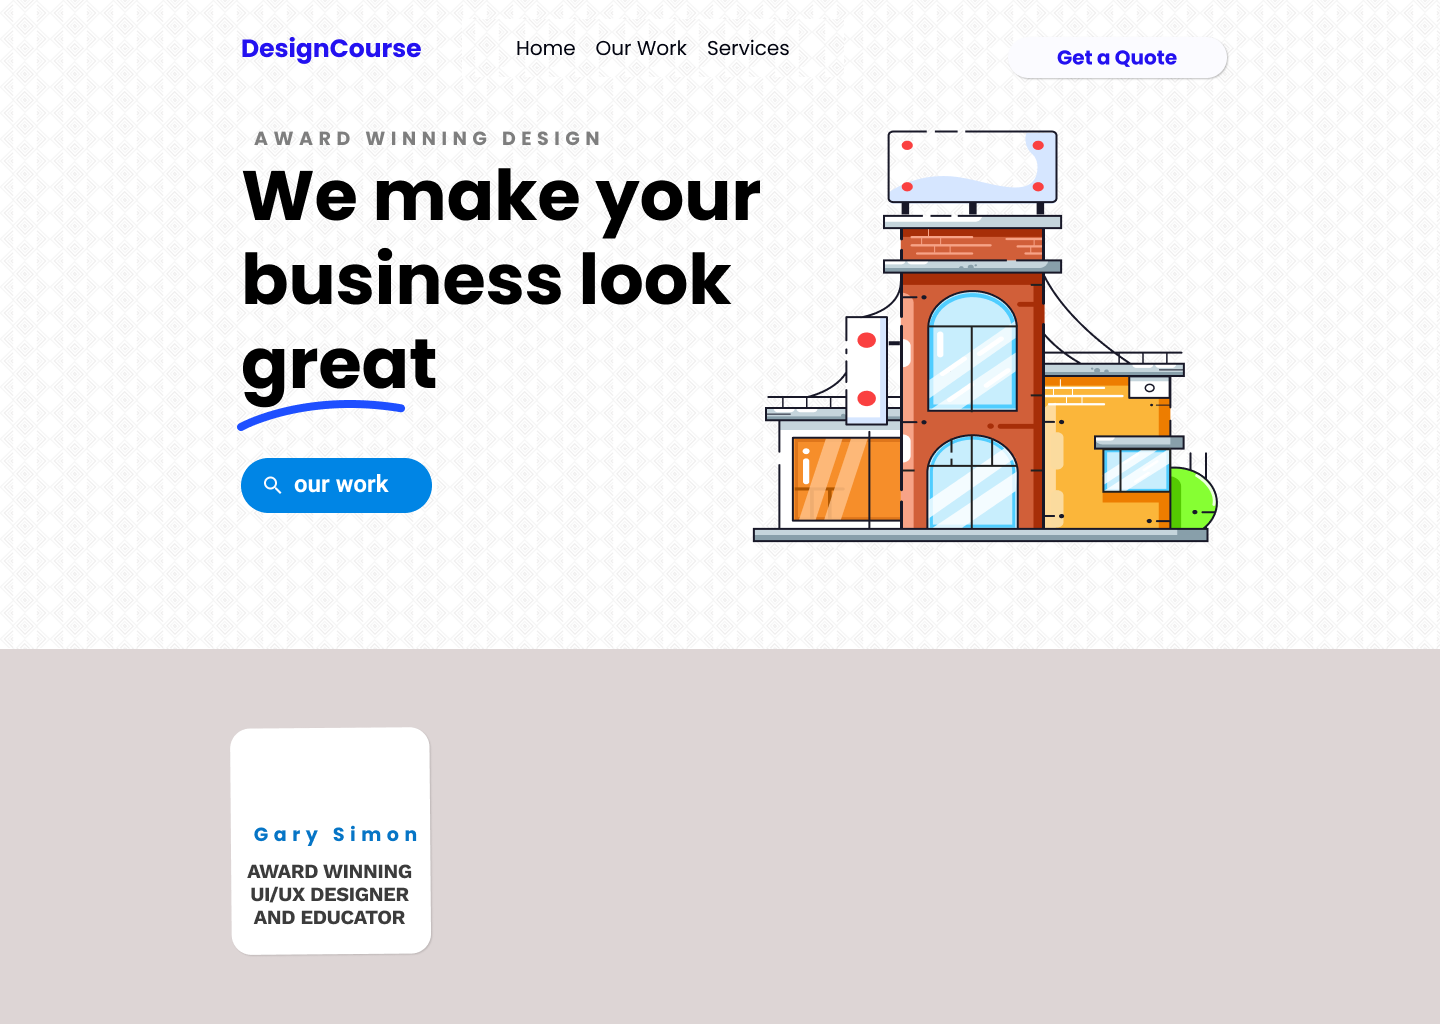 DesignCourse
Home Our Work Services
Get a Quote
AWARD WINNING DESIGN
We make your
business look
great
our work
Gary Simon
AWARD WINNING
UI/UX DESIGNER
AND EDUCATOR